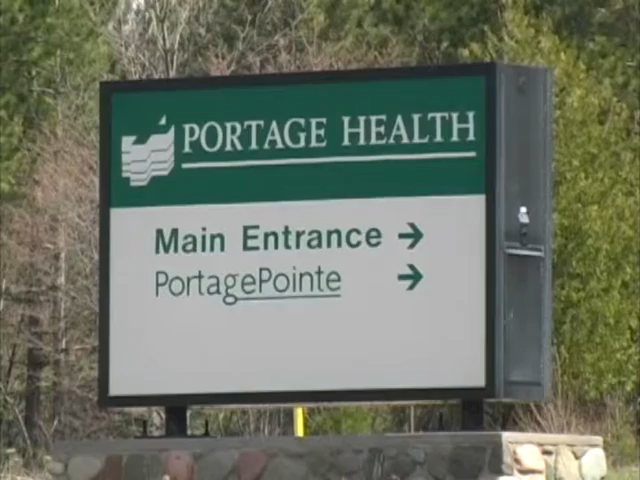 PORTAGE HEALTH
Main Entrance →
PortagePointe →